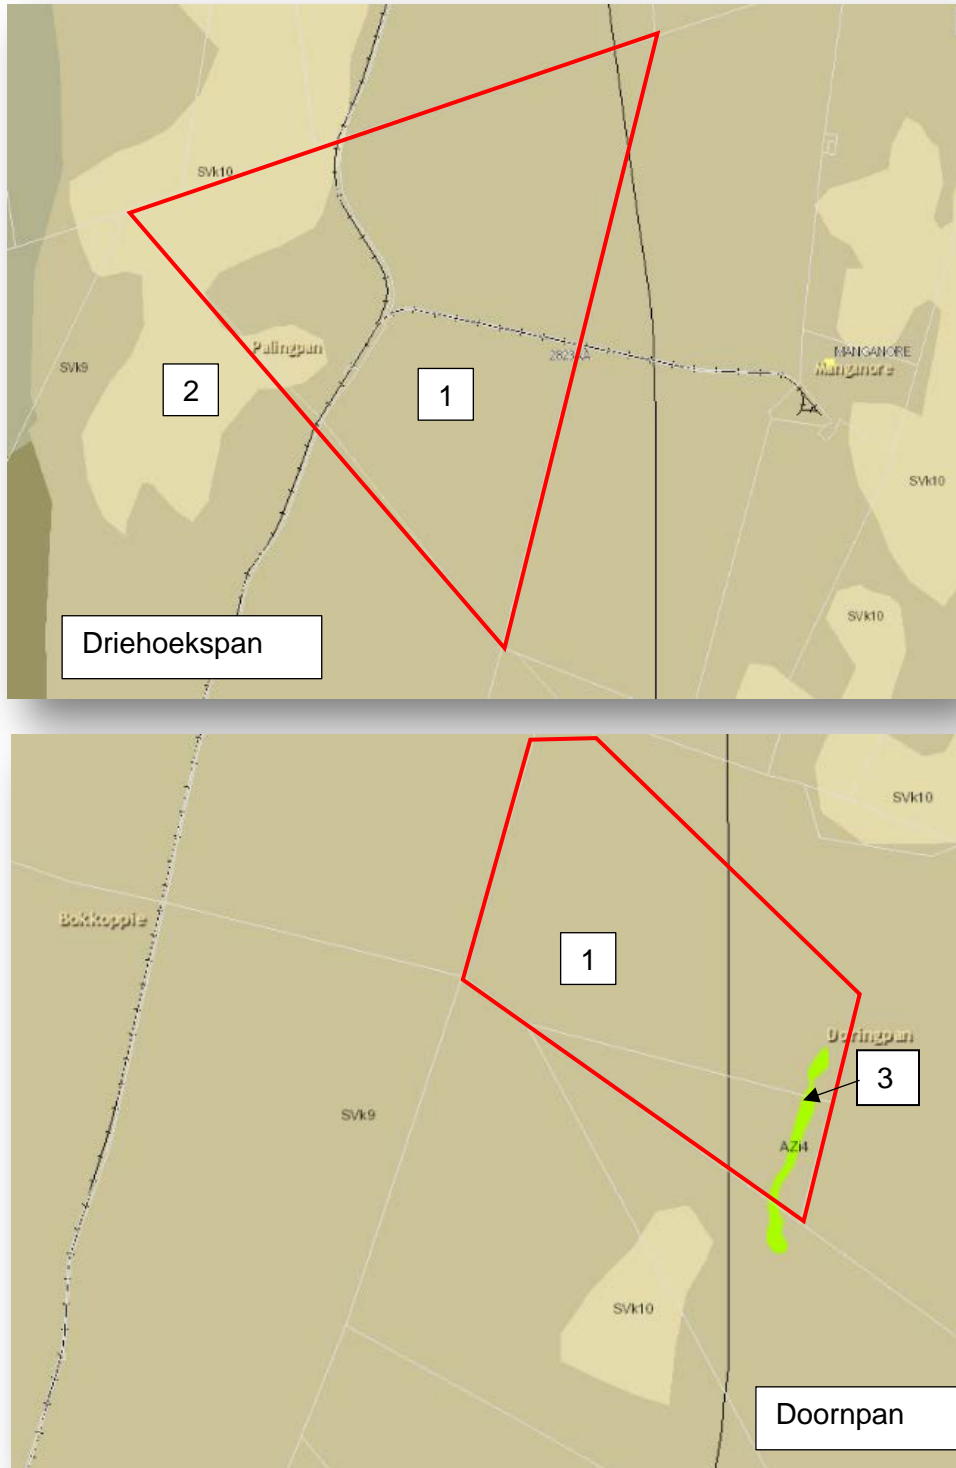 SVk10
Palingpan
SVk9
2
1
2823AA
MANGANORE
Manganore
SVk10
SVk10
Driehoekspan
SVk10
Bokkoppie
1
Doringpan
3
SVk9
AZi4
SVk10
Doornpan